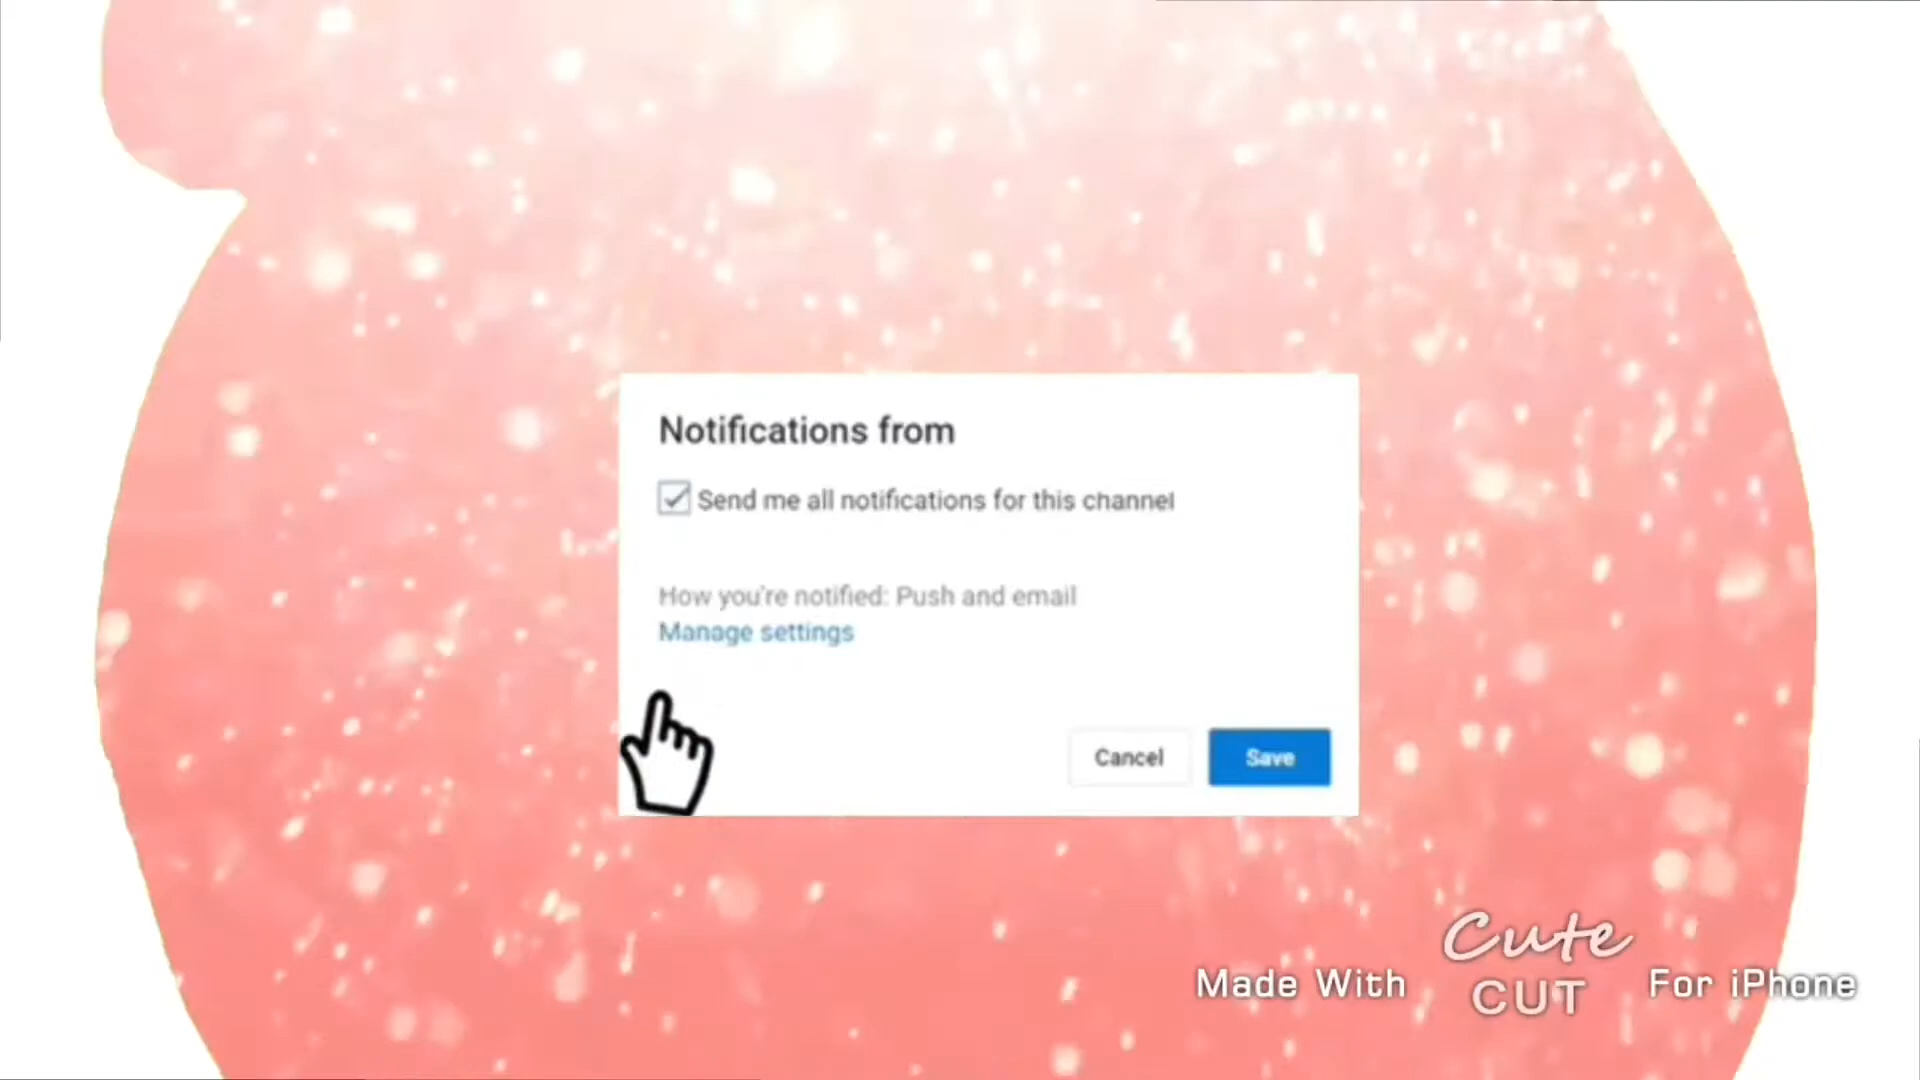 Notifications from
Send me all notifications for this channel
How you're notified: Push and email
Manage settings
Cancel
Save
Made With Cute CUT For iPhone